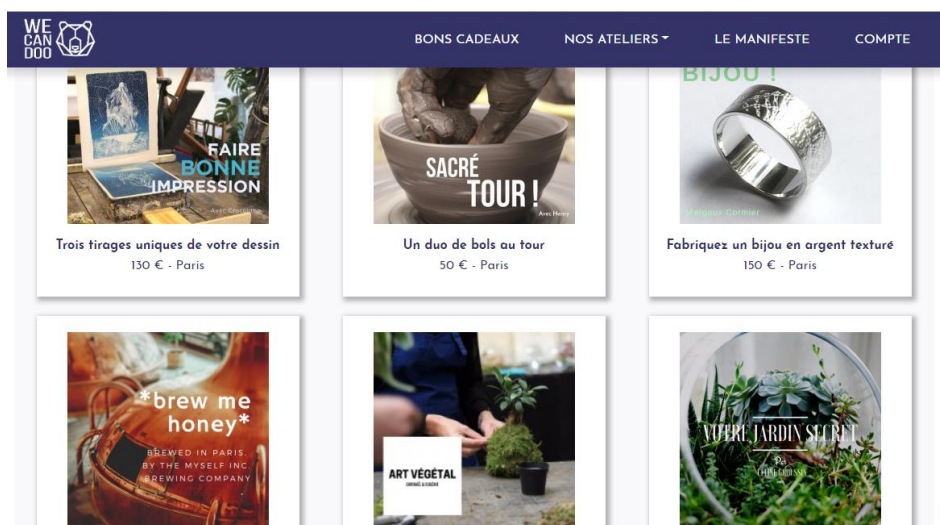 WE
CAN
DOO
BONS CADEAUX
NOS ATELIERS
LE MANIFESTE
COMPTE
FAIRE
BONNE
IMPRESSION
SACRÉ
TOUR !
Avec Henry
BIJOU !
Margaux Cormier
Trois tirages uniques de votre dessin
130 € - Paris
Un duo de bols au tour
50 € - Paris
Fabriquez un bijou en argent texturé
150 € - Paris
*brew me
honey*
BREWED IN PARIS.
BY THE MYSELF INC.
BREWING COMPANY
ART VÉGÉTAL
VOTRE JARDIN SECRET